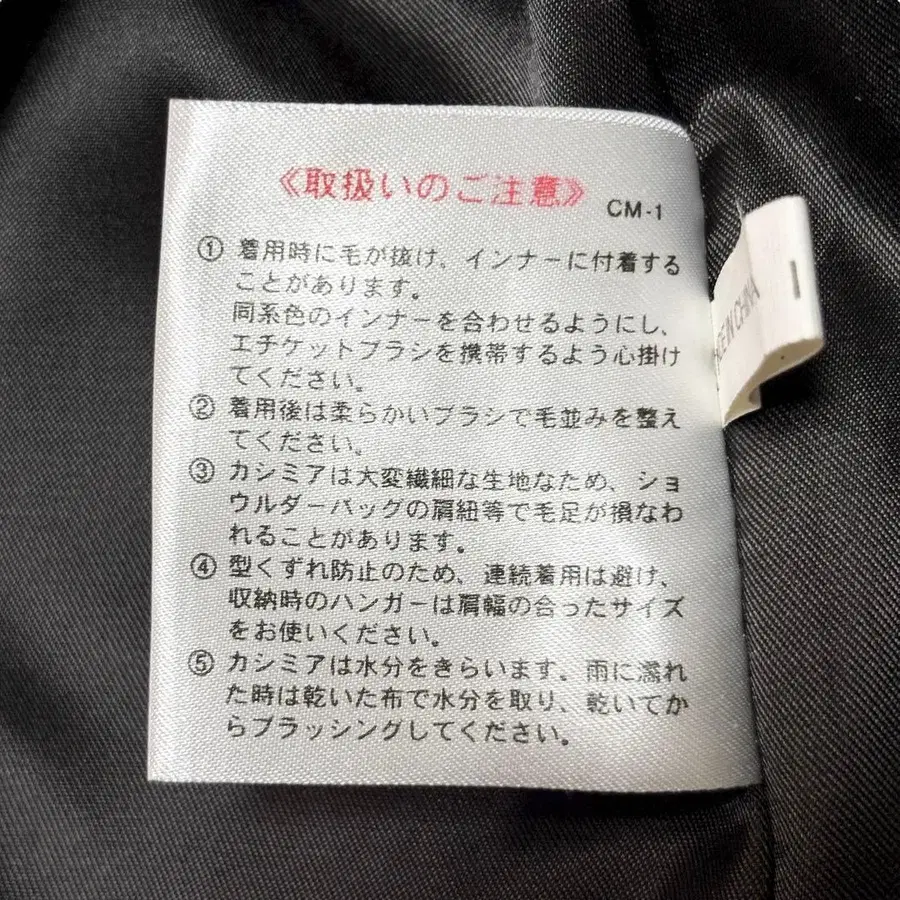 《取扱いのご注意》
CM-1
① 着用時に毛が抜け、インナーに付着する
ことがあります。
同系色のインナーを合わせるようにし、
エチケットブラシを携帯するよう心掛け
てください。
② 着用後は柔らかいブラシで毛並みを整え
てください。
③ カシミアは大変繊細な生地なため、ショ
ウルダーバッグの肩紐等で毛足が損なわ
れることがあります。
④ 型くずれ防止のため、連続着用は避け、
収納時のハンガーは肩幅の合ったサイズ
をお使いください。
⑤ カシミアは水分をきらいます。雨に濡れ
た時は乾いた布で水分を取り、乾いてか
らブラッシングしてください。
IN CHINA